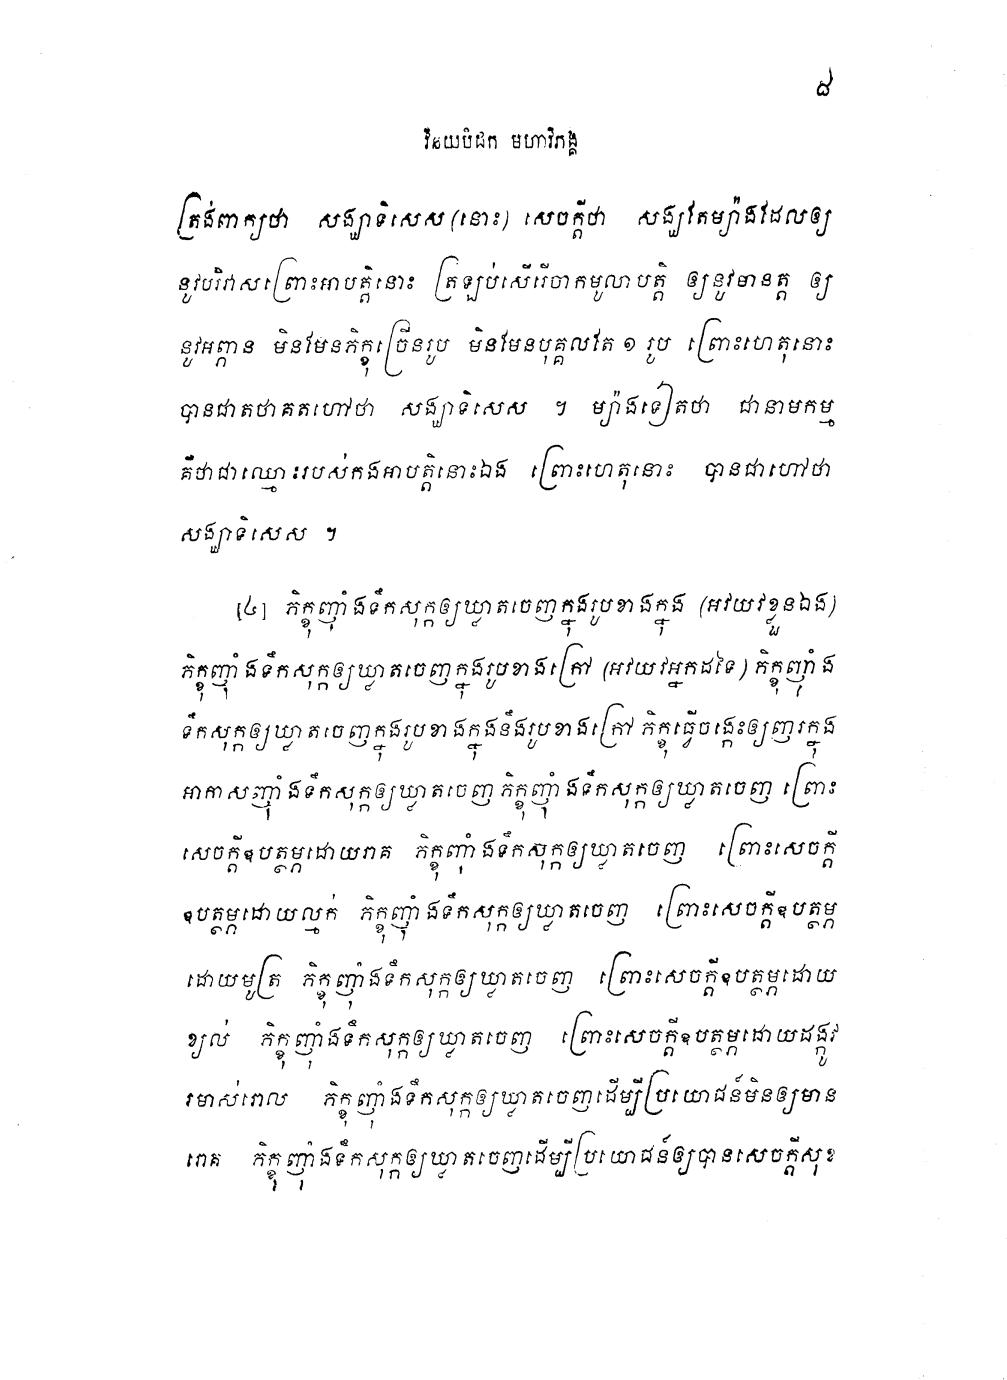 ៨
វិនយបិដក មហាវិភង្គ
ត្រង់ពាក្យថា សង្ឃាទិសេស (នោះ) សេចក្តីថា សង្ឃតែម្យ៉ាងដែលឲ្យ
នូវបរិវាសព្រោះអាបត្តិនោះ ត្រឡប់សើរើចាកមូលាបត្តិ ឲ្យនូវមានត្ត ឲ្យ
នូវអព្ភាន មិនមែនភិក្ខុច្រើនរូប មិនមែនបុគ្គលតែ ១ រូប ព្រោះហេតុនោះ
បានជាតថាគតហៅថា សង្ឃាទិសេស ។ ម្យ៉ាងទៀតថា ជានាមកម្ម
គឺថាជាឈ្មោះរបស់កងអាបត្តិនោះឯង ព្រោះហេតុនោះ បានជាហៅថា
សង្ឃាទិសេស ។
[៤] ភិក្ខុញ៉ាំងទឹកសុក្កឲ្យឃ្លាតចេញក្នុងរូបខាងក្នុង (អវយវខ្លួនឯង)
ភិក្ខុញ៉ាំងទឹកសុក្កឲ្យឃ្លាតចេញក្នុងរូបខាងក្រៅ (អវយវអ្នកដទៃ) ភិក្ខុញ៉ាំង
ទឹកសុក្កឲ្យឃ្លាតចេញក្នុងរូបខាងក្នុងនឹងរូបខាងក្រៅ ភិក្ខុធ្វើចង្កេះឲ្យញរក្នុង
អាកាសញ៉ាំងទឹកសុក្កឲ្យឃ្លាតចេញ ភិក្ខុញ៉ាំងទឹកសុក្កឲ្យឃ្លាតចេញ ព្រោះ
សេចក្តីឧបត្ថម្ភដោយរាគ ភិក្ខុញ៉ាំងទឹកសុក្កឲ្យឃ្លាតចេញ ព្រោះសេចក្តី
ឧបត្ថម្ភដោយលាមក ភិក្ខុញ៉ាំងទឹកសុក្កឲ្យឃ្លាតចេញ ព្រោះសេចក្តីឧបត្ថម្ភ
ដោយមូត្រ ភិក្ខុញ៉ាំងទឹកសុក្កឲ្យឃ្លាតចេញ ព្រោះសេចក្តីឧបត្ថម្ភដោយ
ខ្យល់ ភិក្ខុញ៉ាំងទឹកសុក្កឲ្យឃ្លាតចេញ ព្រោះសេចក្តីឧបត្ថម្ភដោយដង្កូវ
រមាស់ពេល ភិក្ខុញ៉ាំងទឹកសុក្កឲ្យឃ្លាតចេញដើម្បីប្រយោជន៍មិនឲ្យមាន
រោគ ភិក្ខុញ៉ាំងទឹកសុក្កឲ្យឃ្លាតចេញដើម្បីប្រយោជន៍ឲ្យបានសេចក្តីសុខ